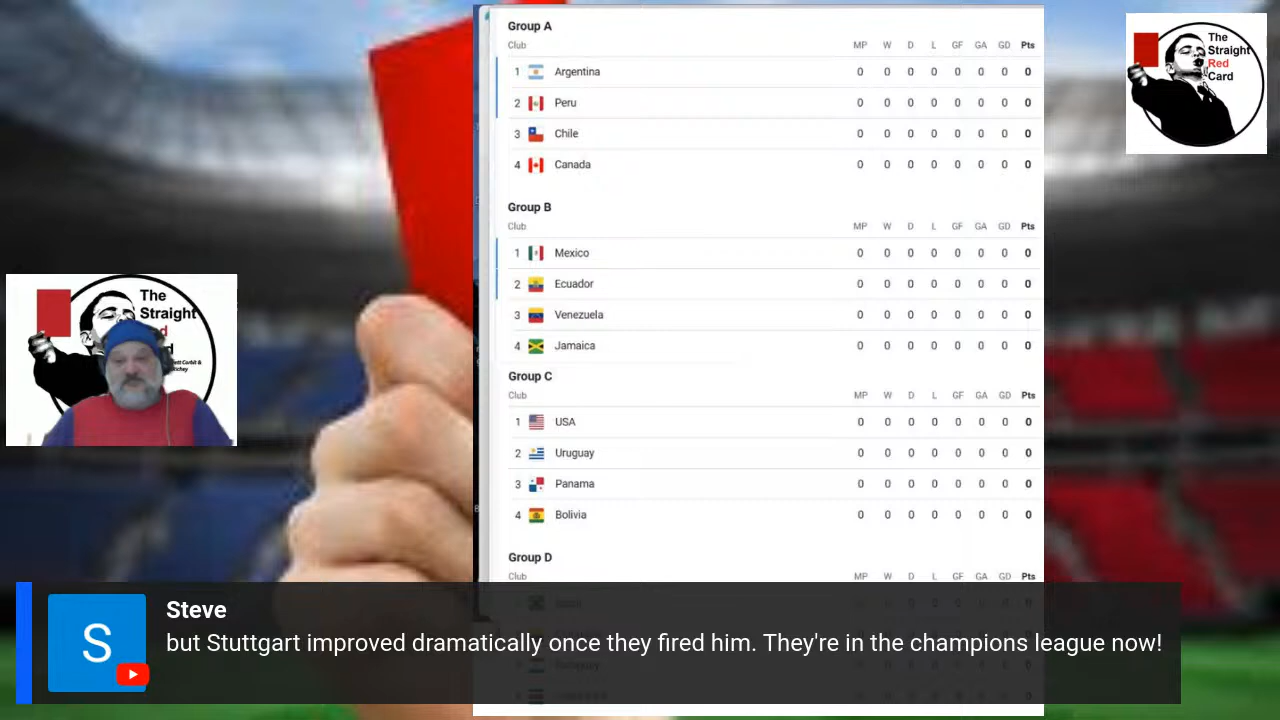 Group A
Club MP W D L GF GA GD Pts
1 Argentina 0 0 0 0 0 0 0 0
2 Peru 0 0 0 0 0 0 0 0
3 Chile 0 0 0 0 0 0 0 0
4 Canada 0 0 0 0 0 0 0 0
Group B
Club MP W D L GF GA GD Pts
1 Mexico 0 0 0 0 0 0 0 0
2 Ecuador 0 0 0 0 0 0 0 0
3 Venezuela 0 0 0 0 0 0 0 0
4 Jamaica 0 0 0 0 0 0 0 0
Group C
Club MP W D L GF GA GD Pts
1 USA 0 0 0 0 0 0 0 0
2 Uruguay 0 0 0 0 0 0 0 0
3 Panama 0 0 0 0 0 0 0 0
4 Bolivia 0 0 0 0 0 0 0 0
Group D
Club MP W D L GF GA GD Pts
The
Straight
Red
Card
The
Straight
S
Steve
but Stuttgart improved dramatically once they fired him. They're in the champions league now!